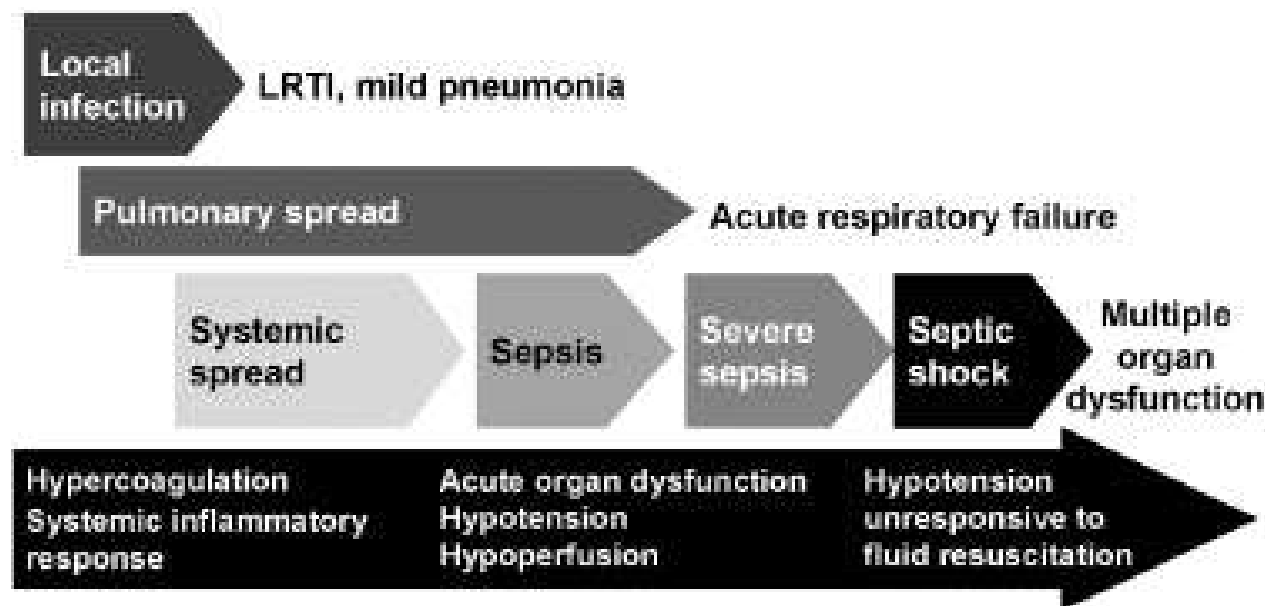 Local
infection
LRTI, mild pneumonia
Pulmonary spread
Acute respiratory failure
Systemic
spread
Sepsis
Severe
sepsis
Septic
shock
Multiple
organ
dysfunction
Hypercoagulation
Systemic inflammatory
response
Acute organ dysfunction
Hypotension
Hypoperfusion
Hypotension
unresponsive to
fluid resuscitation